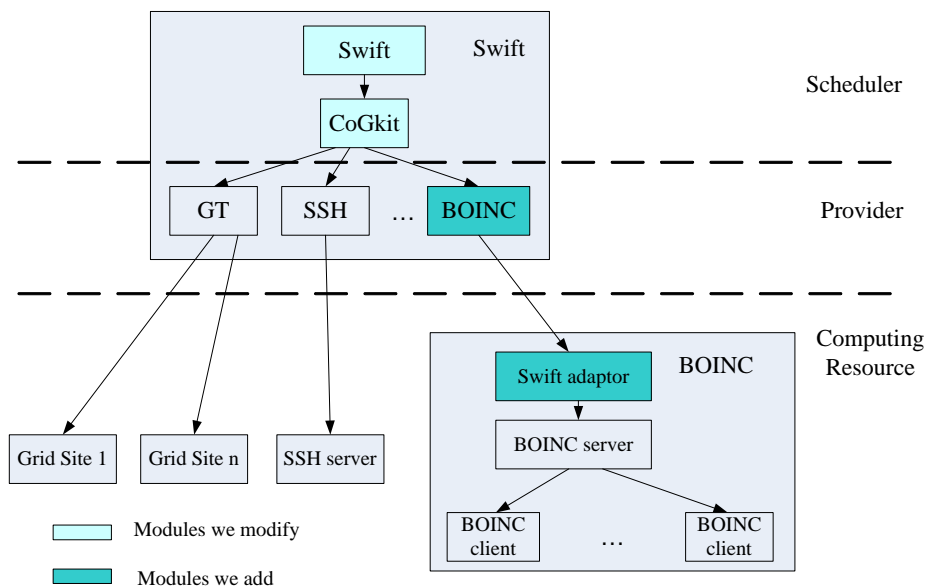 Swift
Swift
Scheduler
CoGkit
GT
SSH
...
BOINC
Provider
Computing
Resource
Swift adaptor
BOINC
Grid Site 1
Grid Site n
SSH server
BOINC server
BOINC
client
...
BOINC
client
Modules we modify
Modules we add